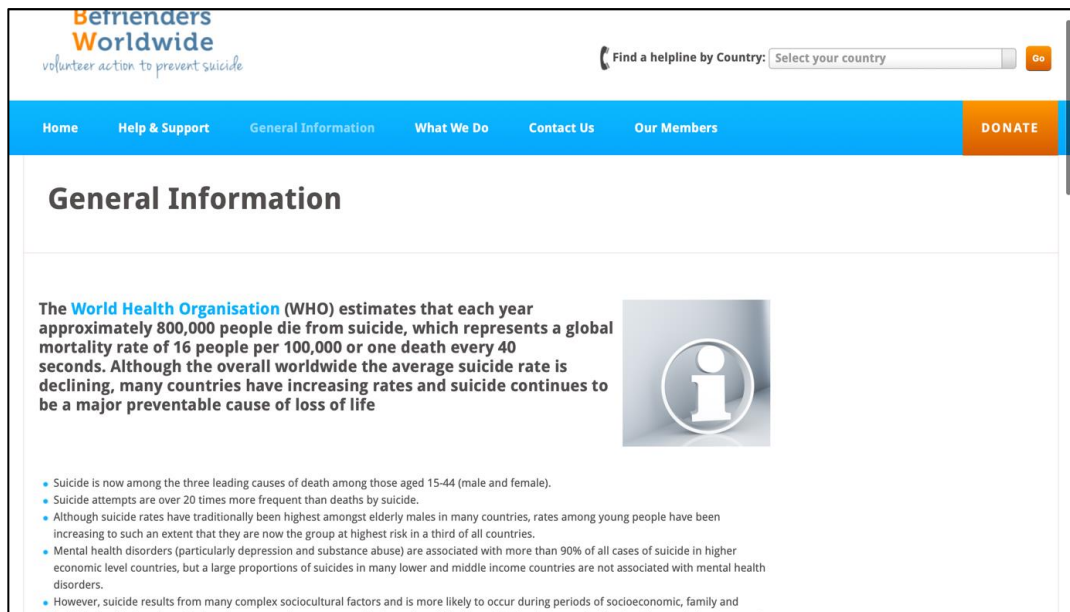 Befrienders
Worldwide
volunteer action to prevent suicide
Find a helpline by Country:
Select your country
Go
Home
Help & Support
General Information
What We Do
Contact Us
Our Members
DONATE
General Information
The World Health Organisation (WHO) estimates that each year
approximately 800,000 people die from suicide, which represents a global
mortality rate of 16 people per 100,000 or one death every 40
seconds. Although the overall worldwide the average suicide rate is
declining, many countries have increasing rates and suicide continues to
be a major preventable cause of loss of life
i
Suicide is now among the three leading causes of death among those aged 15-44 (male and female).
Suicide attempts are over 20 times more frequent than deaths by suicide.
Although suicide rates have traditionally been highest amongst elderly males in many countries, rates among young people have been
increasing to such an extent that they are now the group at highest risk in a third of all countries.
Mental health disorders (particularly depression and substance abuse) are associated with more than 90% of all cases of suicide in higher
economic level countries, but a large proportions of suicides in many lower and middle income countries are not associated with mental health
disorders.
However, suicide results from many complex sociocultural factors and is more likely to occur during periods of socioeconomic, family and